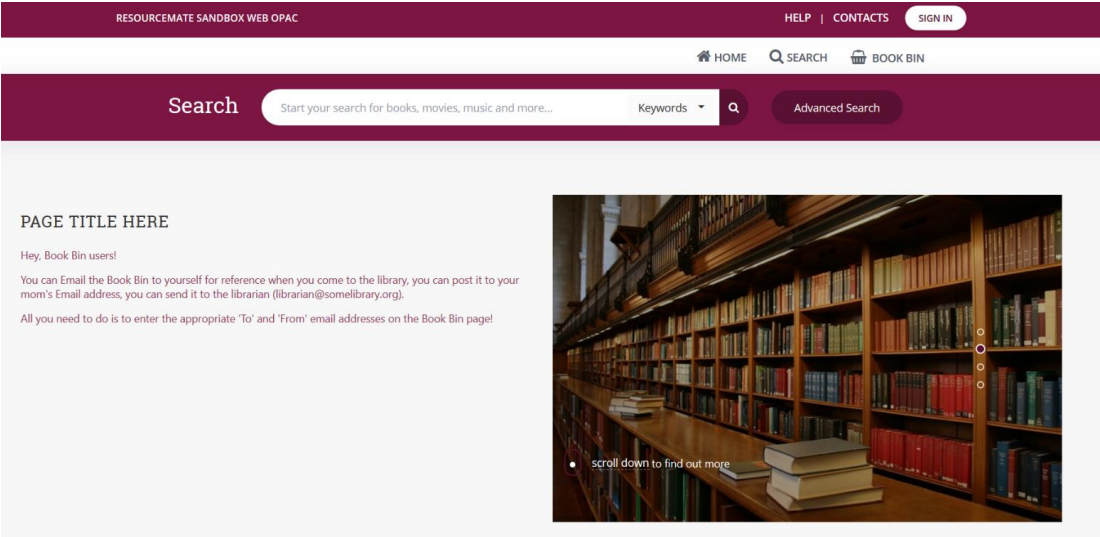 RESOURCEMATE SANDBOX WEB OPAC
HELP | CONTACTS SIGN IN
HOME SEARCH BOOK BIN
Search Start your search for books, movies, music and more... Keywords Advanced Search
PAGE TITLE HERE
Hey, Book Bin users!
You can Email the Book Bin to yourself for reference when you come to the library, you can post it to your
mom's Email address, you can send it to the librarian (librarian@somelibrary.org).
All you need to do is to enter the appropriate 'To' and 'From' email addresses on the Book Bin page!
scroll down to find out more